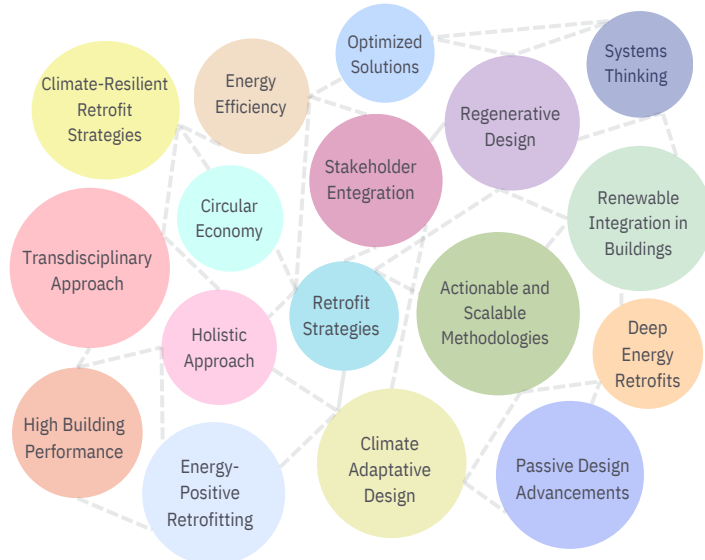 Optimized
Solutions
Systems
Thinking
Climate-Resilient
Retrofit
Strategies
Energy
Efficiency
Regenerative
Design
Stakeholder
Entegration
Circular
Economy
Renewable
Integration in
Buildings
Transdisciplinary
Approach
Retrofit
Strategies
Actionable and
Scalable
Methodologies
Holistic
Approach
Deep
Energy
Retrofits
High Building
Performance
Energy-
Positive
Retrofitting
Climate
Adaptative
Design
Passive Design
Advancements